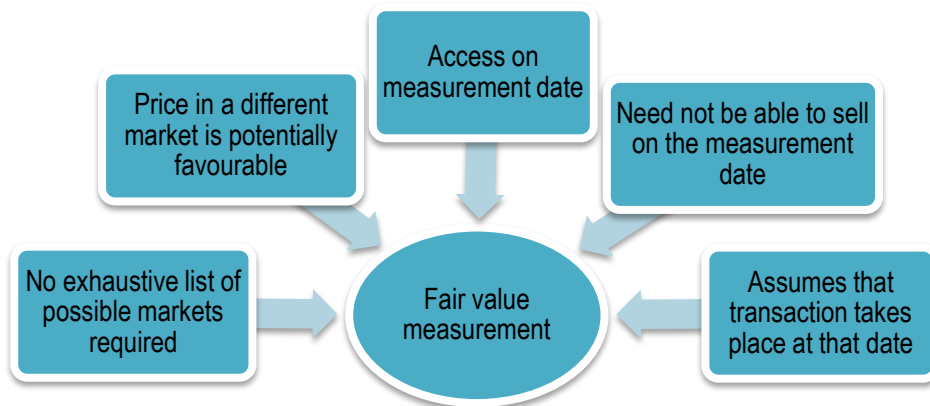 Access on
measurement date
Price in a different
market is potentially
favourable
Need not be able to sell
on the measurement
date
No exhaustive list of
possible markets
required
Fair value
measurement
Assumes that
transaction takes
place at that date